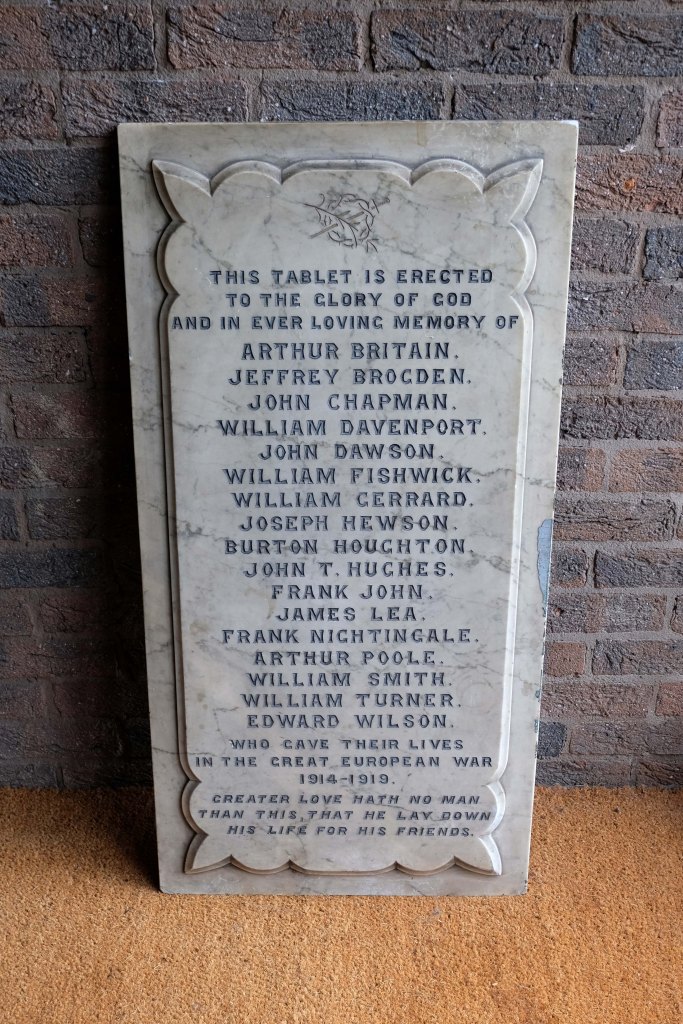 THIS TABLET IS ERECTED
TO THE GLORY OF GOD
AND IN EVER LOVING MEMORY OF
ARTHUR BRITAIN.
JEFFREY BROGDEN.
JOHN CHAPMAN.
WILLIAM DAVENPORT.
JOHN DAWSON.
WILLIAM FISHWICK.
WILLIAM GERRARD.
JOSEPH HEWSON.
BURTON HOUGHTON.
JOHN T. HUGHES.
FRANK JOHN.
JAMES LEA.
FRANK NIGHTINGALE.
ARTHUR POOLE.
WILLIAM SMITH.
WILLIAM TURNER.
EDWARD WILSON.
WHO GAVE THEIR LIVES
IN THE GREAT EUROPEAN WAR
1914-1919.
GREATER LOVE HATH NO MAN
THAN THIS, THAT HE LAY DOWN
HIS LIFE FOR HIS FRIENDS.